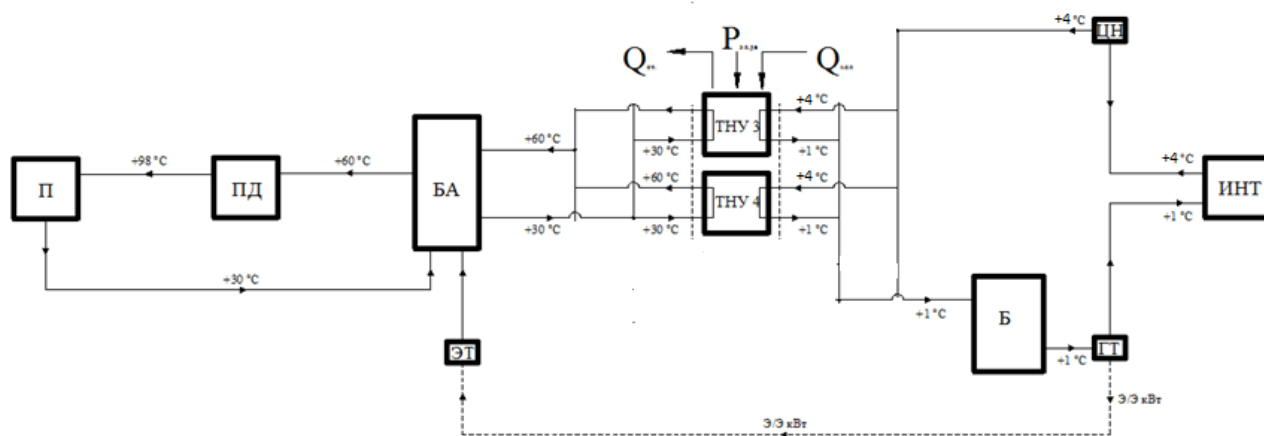 +4 °C
ЦН
Q
P
Q
+4 °C
ТНУ 3
+60 °C
+30 °C
+1 °C
+98 °C
+60 °C
+60 °C
+4 °C
+4 °C
П
ПД
БА
ТНУ 4
ИНТ
+1 °C
+30 °C
+30 °C
+1 °C
+30 °C
+1 °C
Б
ЭТ
ГТ
+1 °C
Э/Э кВт
Э/Э кВт